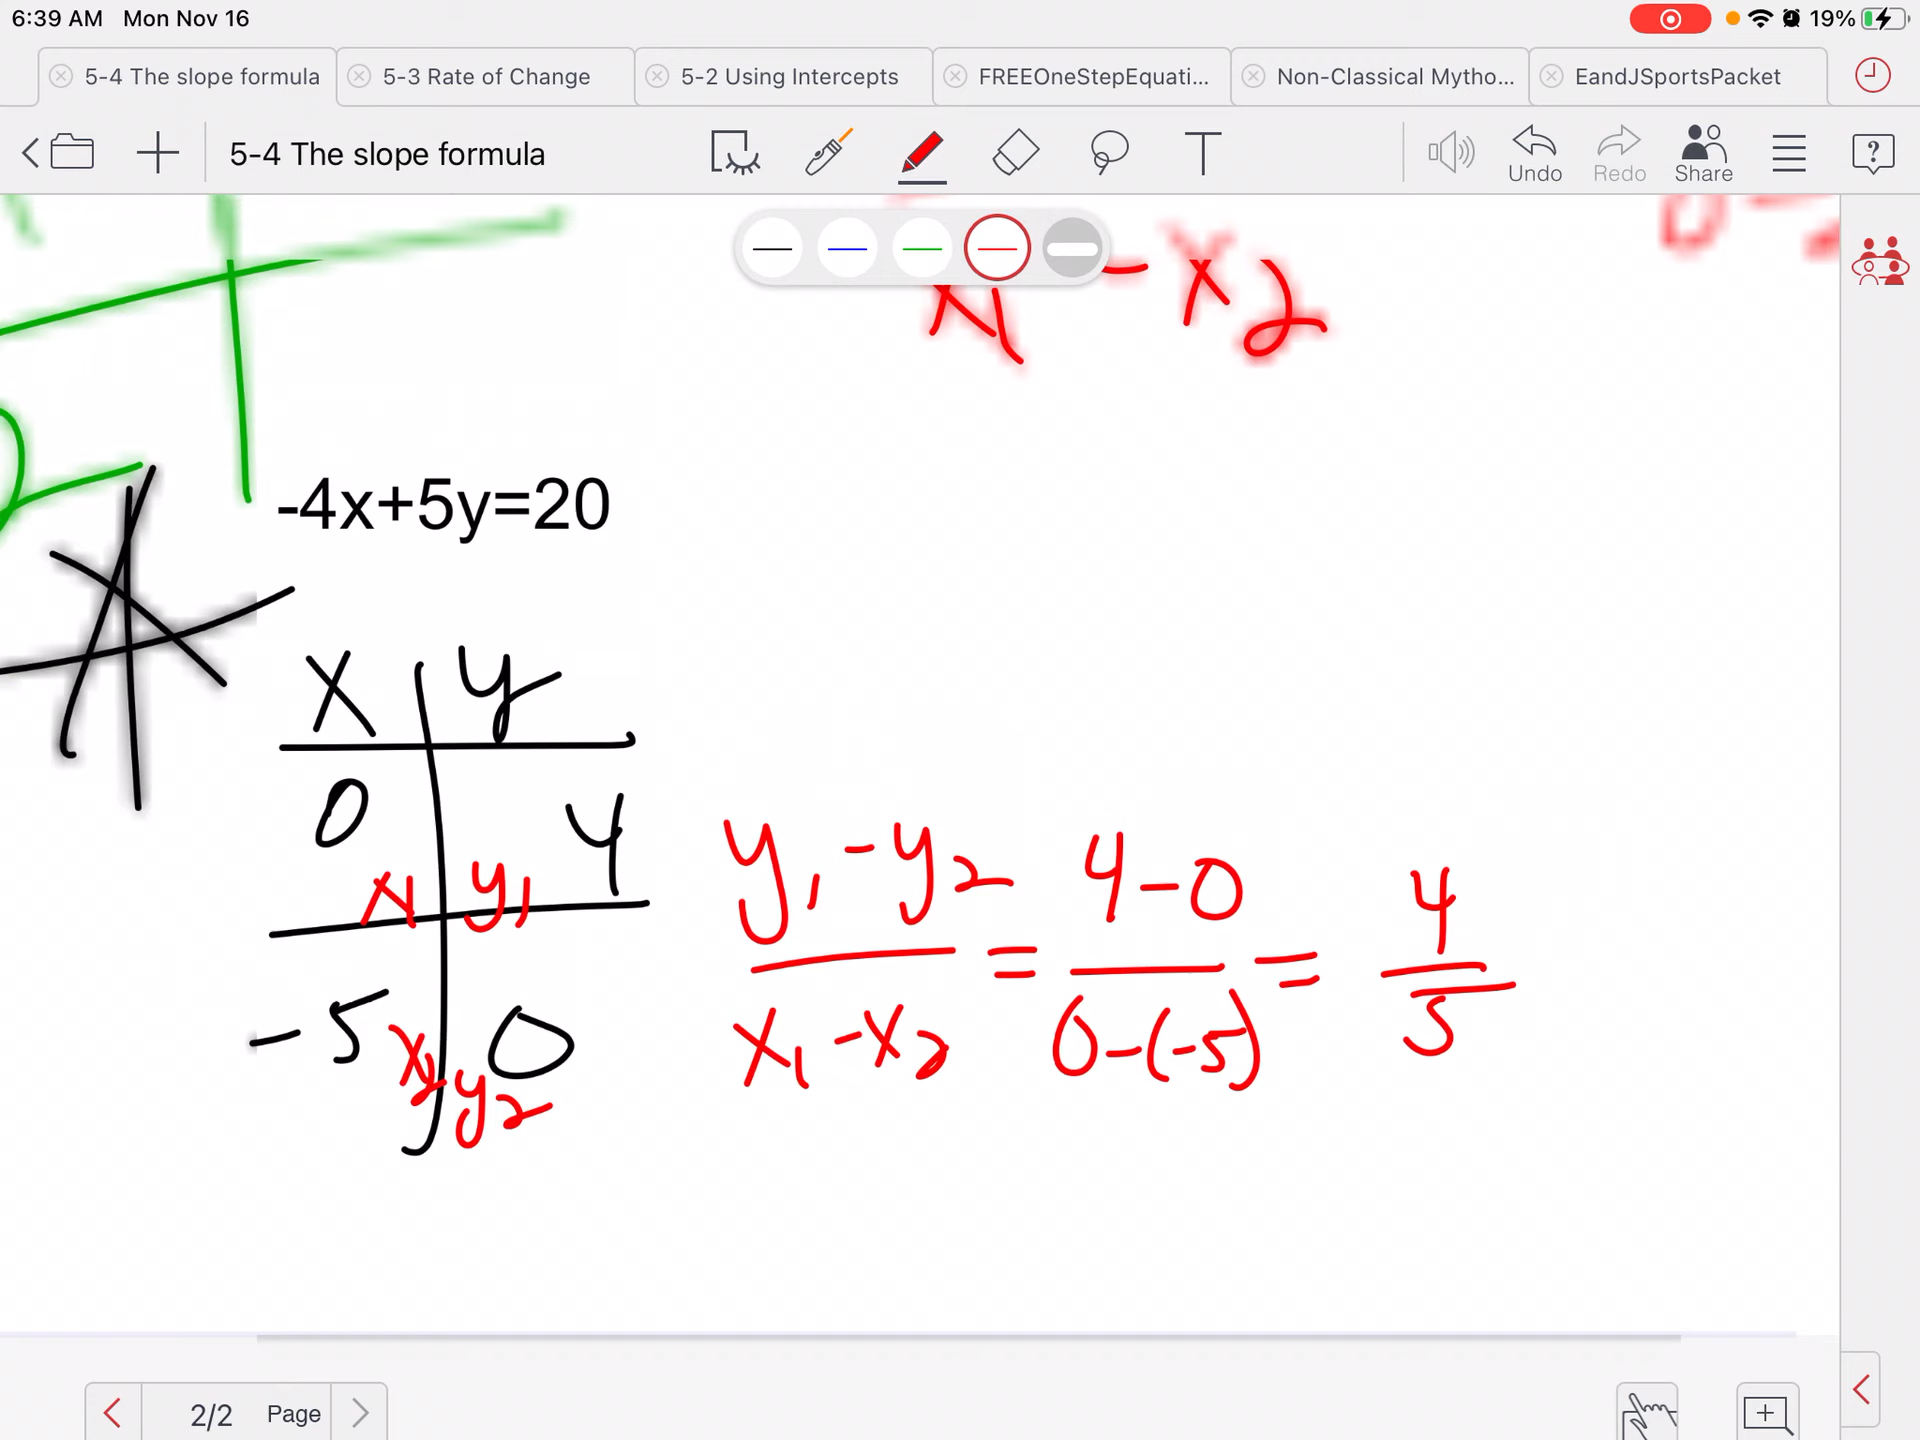 6:39 AM Mon Nov 16 19%
5-4 The slope formula 5-3 Rate of Change 5-2 Using Intercepts FREEOneStepEquati... Non-Classical Mytho... EandJSportsPacket
5-4 The slope formula T Undo Redo Share ?
x1 - x2
-4x+5y=20
x y
0 4
x1 y1
-5 0
x2 y2
y1 - y2 = 4 - 0 = 4
x1 - x2 0 - (-5) 5
2/2 Page